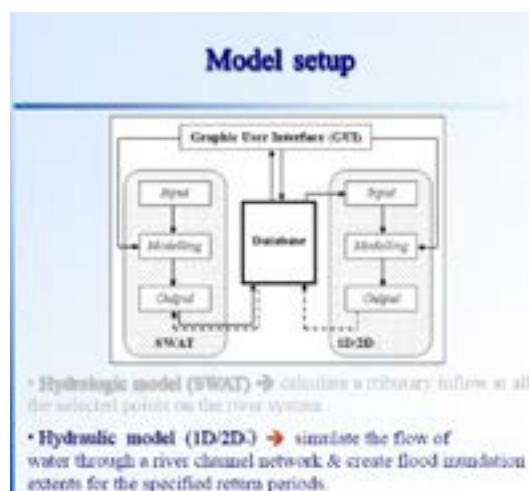 Model setup
Graphic User Interface (GUI)
Input
Input
Modelling
Database
Modelling
Output
Output
SWAT
1D/2D
• Hydrologic model (SWAT) → calculate a tributary inflow at all
the selected points on the river system.
• Hydraulic model (1D/2D) → simulate the flow of
water through a river channel network & create flood inundation
extents for the specified return periods.